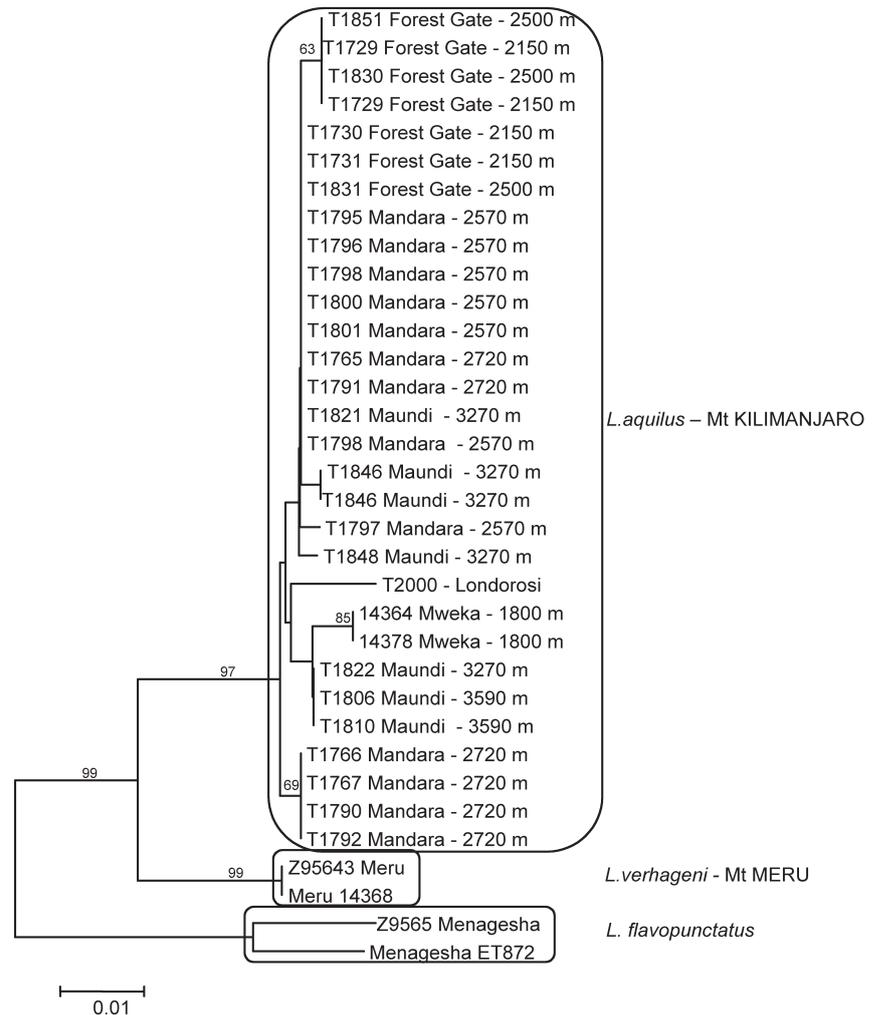 T1851 Forest Gate - 2500 m
63
T1729 Forest Gate - 2150 m
T1830 Forest Gate - 2500 m
T1729 Forest Gate - 2150 m
T1730 Forest Gate - 2150 m
T1731 Forest Gate - 2150 m
T1831 Forest Gate - 2500 m
T1795 Mandara - 2570 m
T1796 Mandara - 2570 m
T1798 Mandara - 2570 m
T1800 Mandara - 2570 m
T1801 Mandara - 2570 m
T1765 Mandara - 2720 m
T1791 Mandara - 2720 m
T1821 Maundi - 3270 m
L.aquilus – Mt KILIMANJARO
T1798 Mandara - 2570 m
T1846 Maundi - 3270 m
T1846 Maundi - 3270 m
T1797 Mandara - 2570 m
T1848 Maundi - 3270 m
T2000 - Londorosi
85
14364 Mweka - 1800 m
14378 Mweka - 1800 m
97
T1822 Maundi - 3270 m
T1806 Maundi - 3590 m
T1810 Maundi - 3590 m
T1766 Mandara - 2720 m
99
69
T1767 Mandara - 2720 m
T1790 Mandara - 2720 m
T1792 Mandara - 2720 m
99
Z95643 Meru
L.verhageni - Mt MERU
Meru 14368
Z9565 Menagesha
L. flavopunctatus
Menagesha ET872
0.01